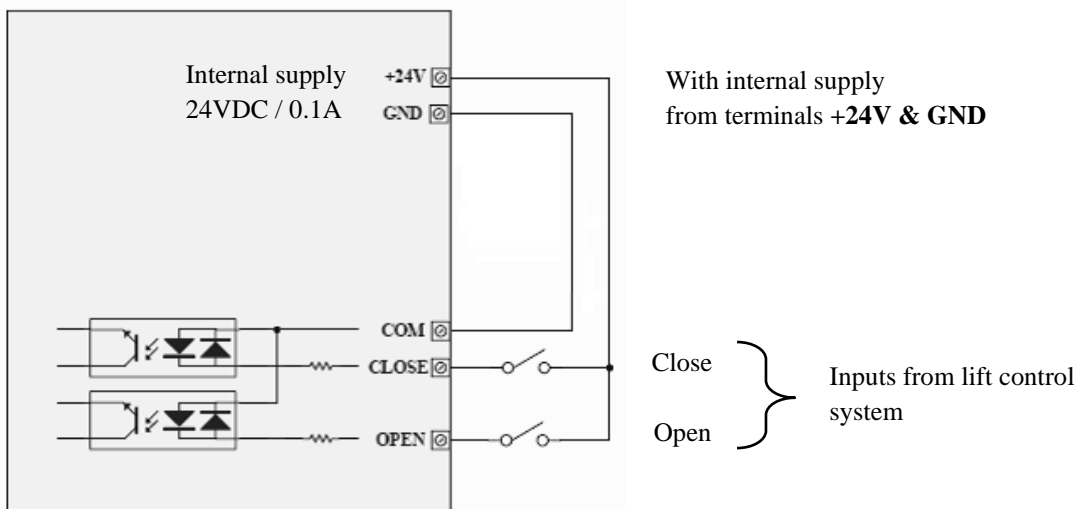 Internal supply
24VDC / 0.1A
+24V
GND
With internal supply
from terminals +24V & GND
COM
CLOSE
OPEN
Close
Open
Inputs from lift control
system